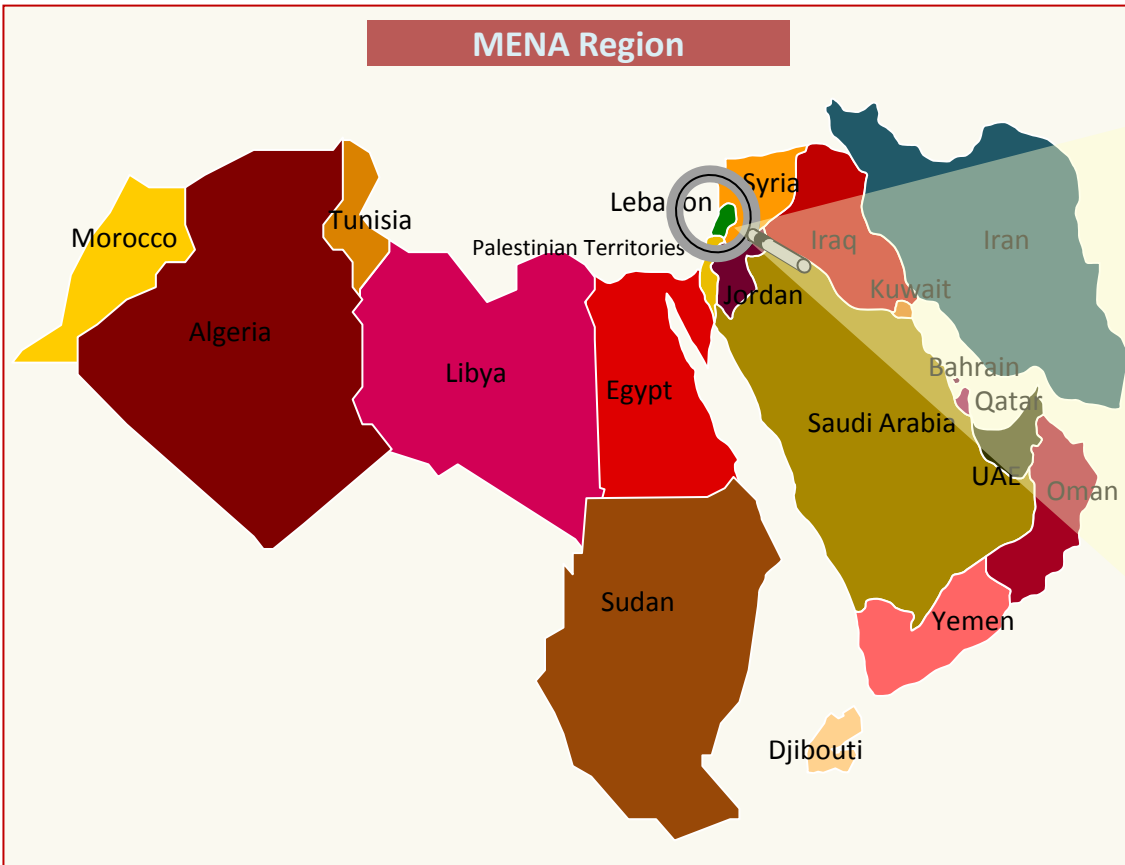 MENA Region
Syria
Lebanon
Morocco
Tunisia
Palestinian Territories
Iraq
Iran
Kuwait
Jordan
Algeria
Libya
Egypt
Bahrain
Qatar
Saudi Arabia
UAE
Oman
Sudan
Yemen
Djibouti